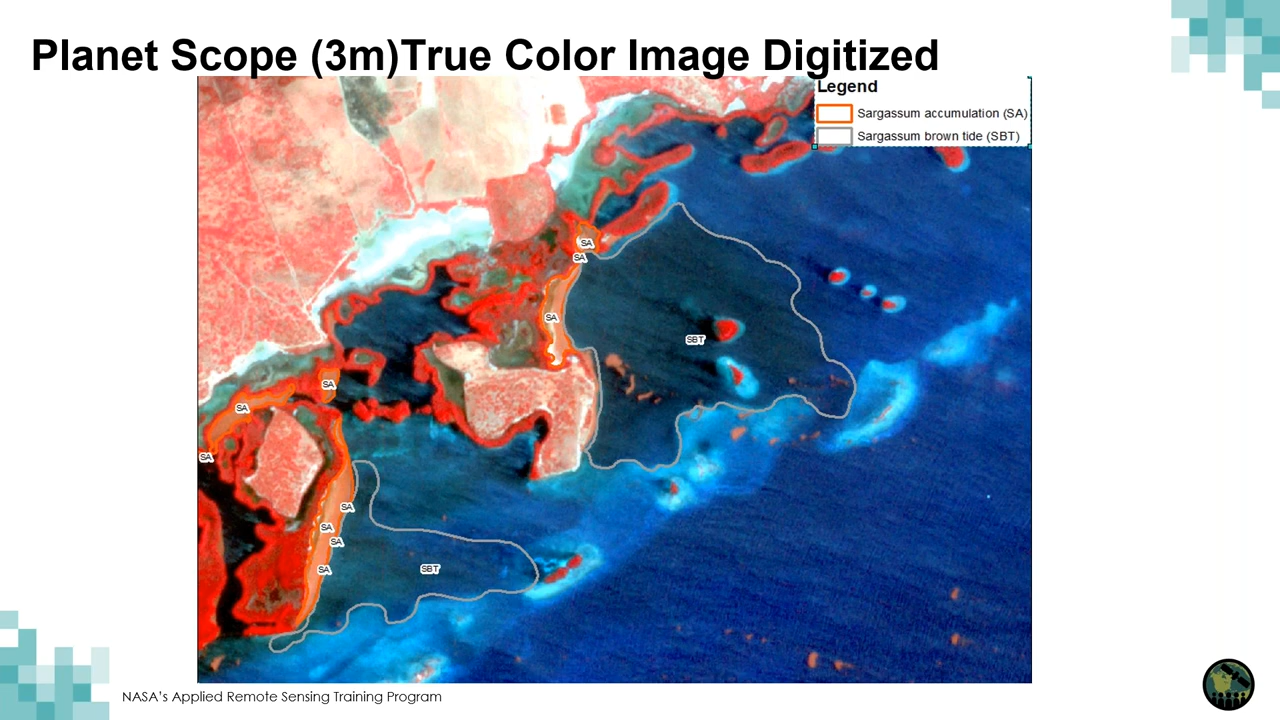 Planet Scope (3m)True Color Image Digitized
Legend
Sargassum accumulation (SA)
Sargassum brown tide (SBT)
SA
SA
SA
SBT
SA
SA
SA
SA
SA
SA
SA
SBT
NASA's Applied Remote Sensing Training Program